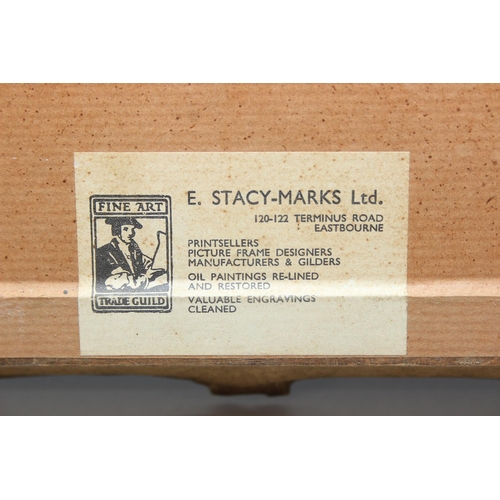 FINE ART
TRADE GUILD
E. STACY-MARKS Ltd.
120-122 TERMINUS ROAD
EASTBOURNE
PRINTSELLERS
PICTURE FRAME DESIGNERS
MANUFACTURERS & GILDERS
OIL PAINTINGS RE-LINED
AND RESTORED
VALUABLE ENGRAVINGS
CLEANED